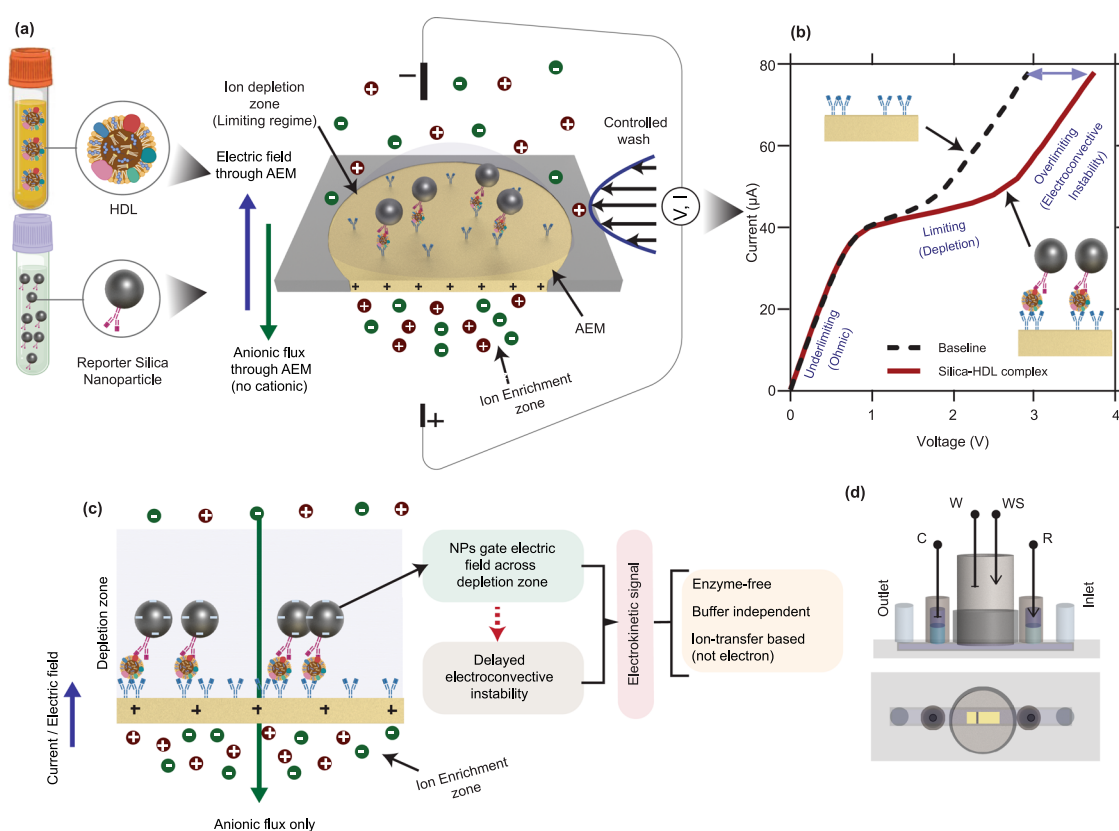 (a)
HDL
Reporter Silica
Nanoparticle
Ion depletion
zone
(Limiting regime)
Electric field
through AEM
Anionic flux
through AEM
(no cationic)
−
+
Controlled
wash
V, I
AEM
Ion Enrichment
zone
(b)
Current (µA)
80
60
40
20
0
0
1
2
3
4
Voltage (V)
Underlimiting
(Ohmic)
Limiting
(Depletion)
Overlimiting
(Electroconvective
Instability)
Baseline
Silica-HDL complex
(c)
Depletion zone
Current / Electric field
Anionic flux only
Ion Enrichment
zone
NPs gate electric
field across
depletion zone
Delayed
electroconvective
instability
Electrokinetic signal
Enzyme-free
Buffer independent
Ion-transfer based
(not electron)
(d)
W
WS
C
R
Outlet
Inlet